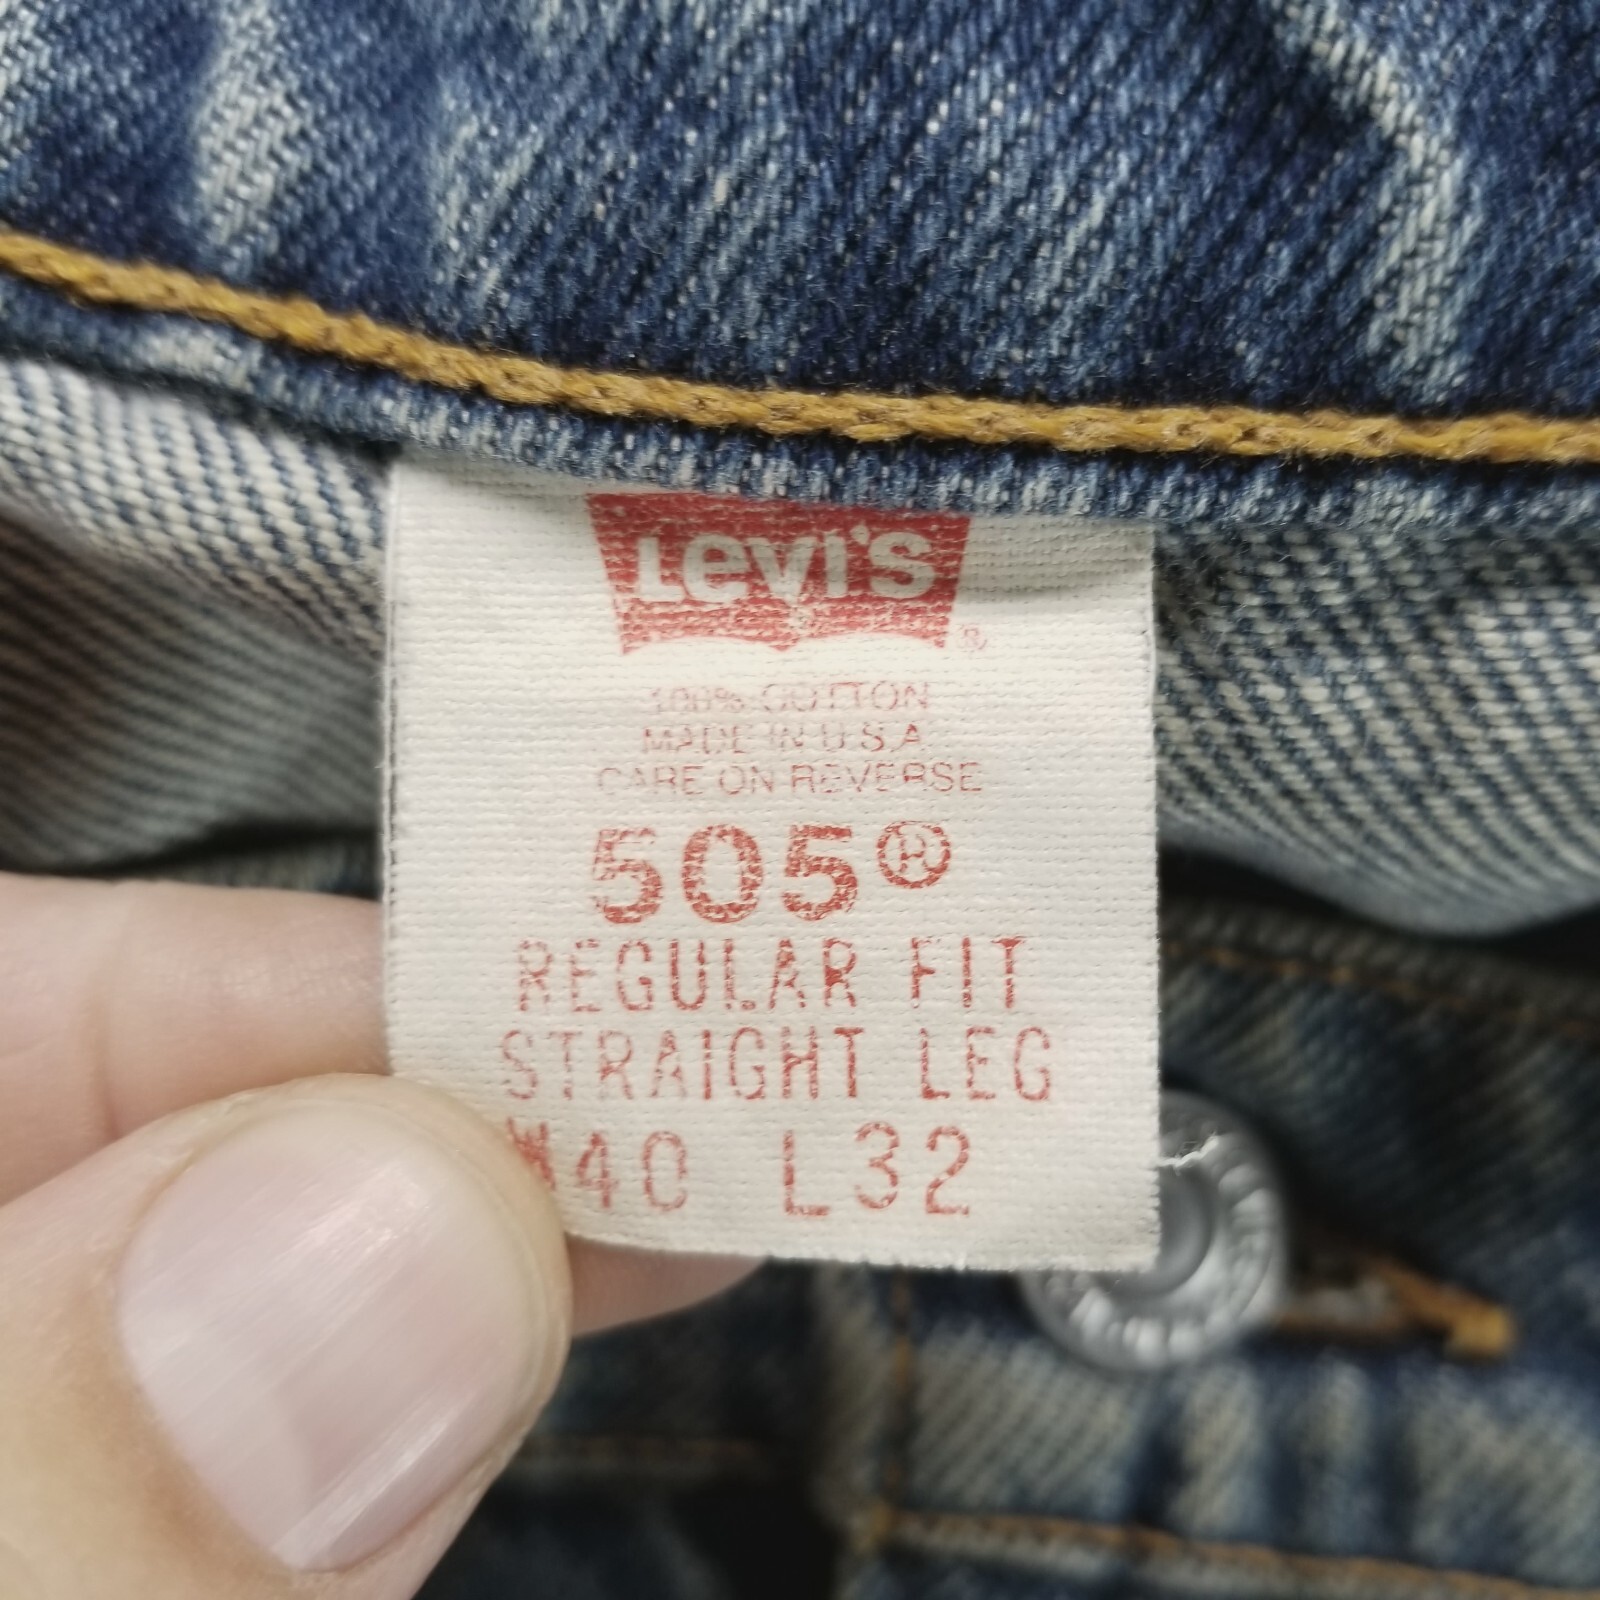 Levi's ®
100% COTTON
MADE IN U.S.A.
CARE ON REVERSE
505®
REGULAR FIT
STRAIGHT LEG
W40 L32